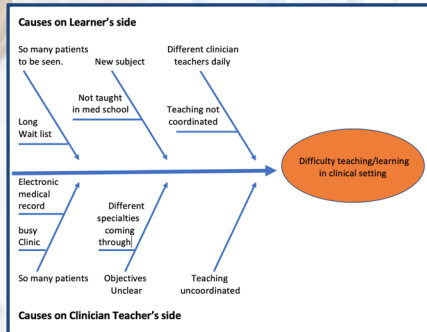 Causes on Learner's side
So many patients
to be seen.
New subject
Different clinician
teachers daily
Not taught
in med school
Teaching not
coordinated
Long
Wait list
Difficulty teaching/learning
in clinical setting
Electronic
medical
record
busy
Clinic
Different
specialties
coming
through
So many patients
Objectives
Unclear
Teaching
uncoordinated
Causes on Clinician Teacher's side